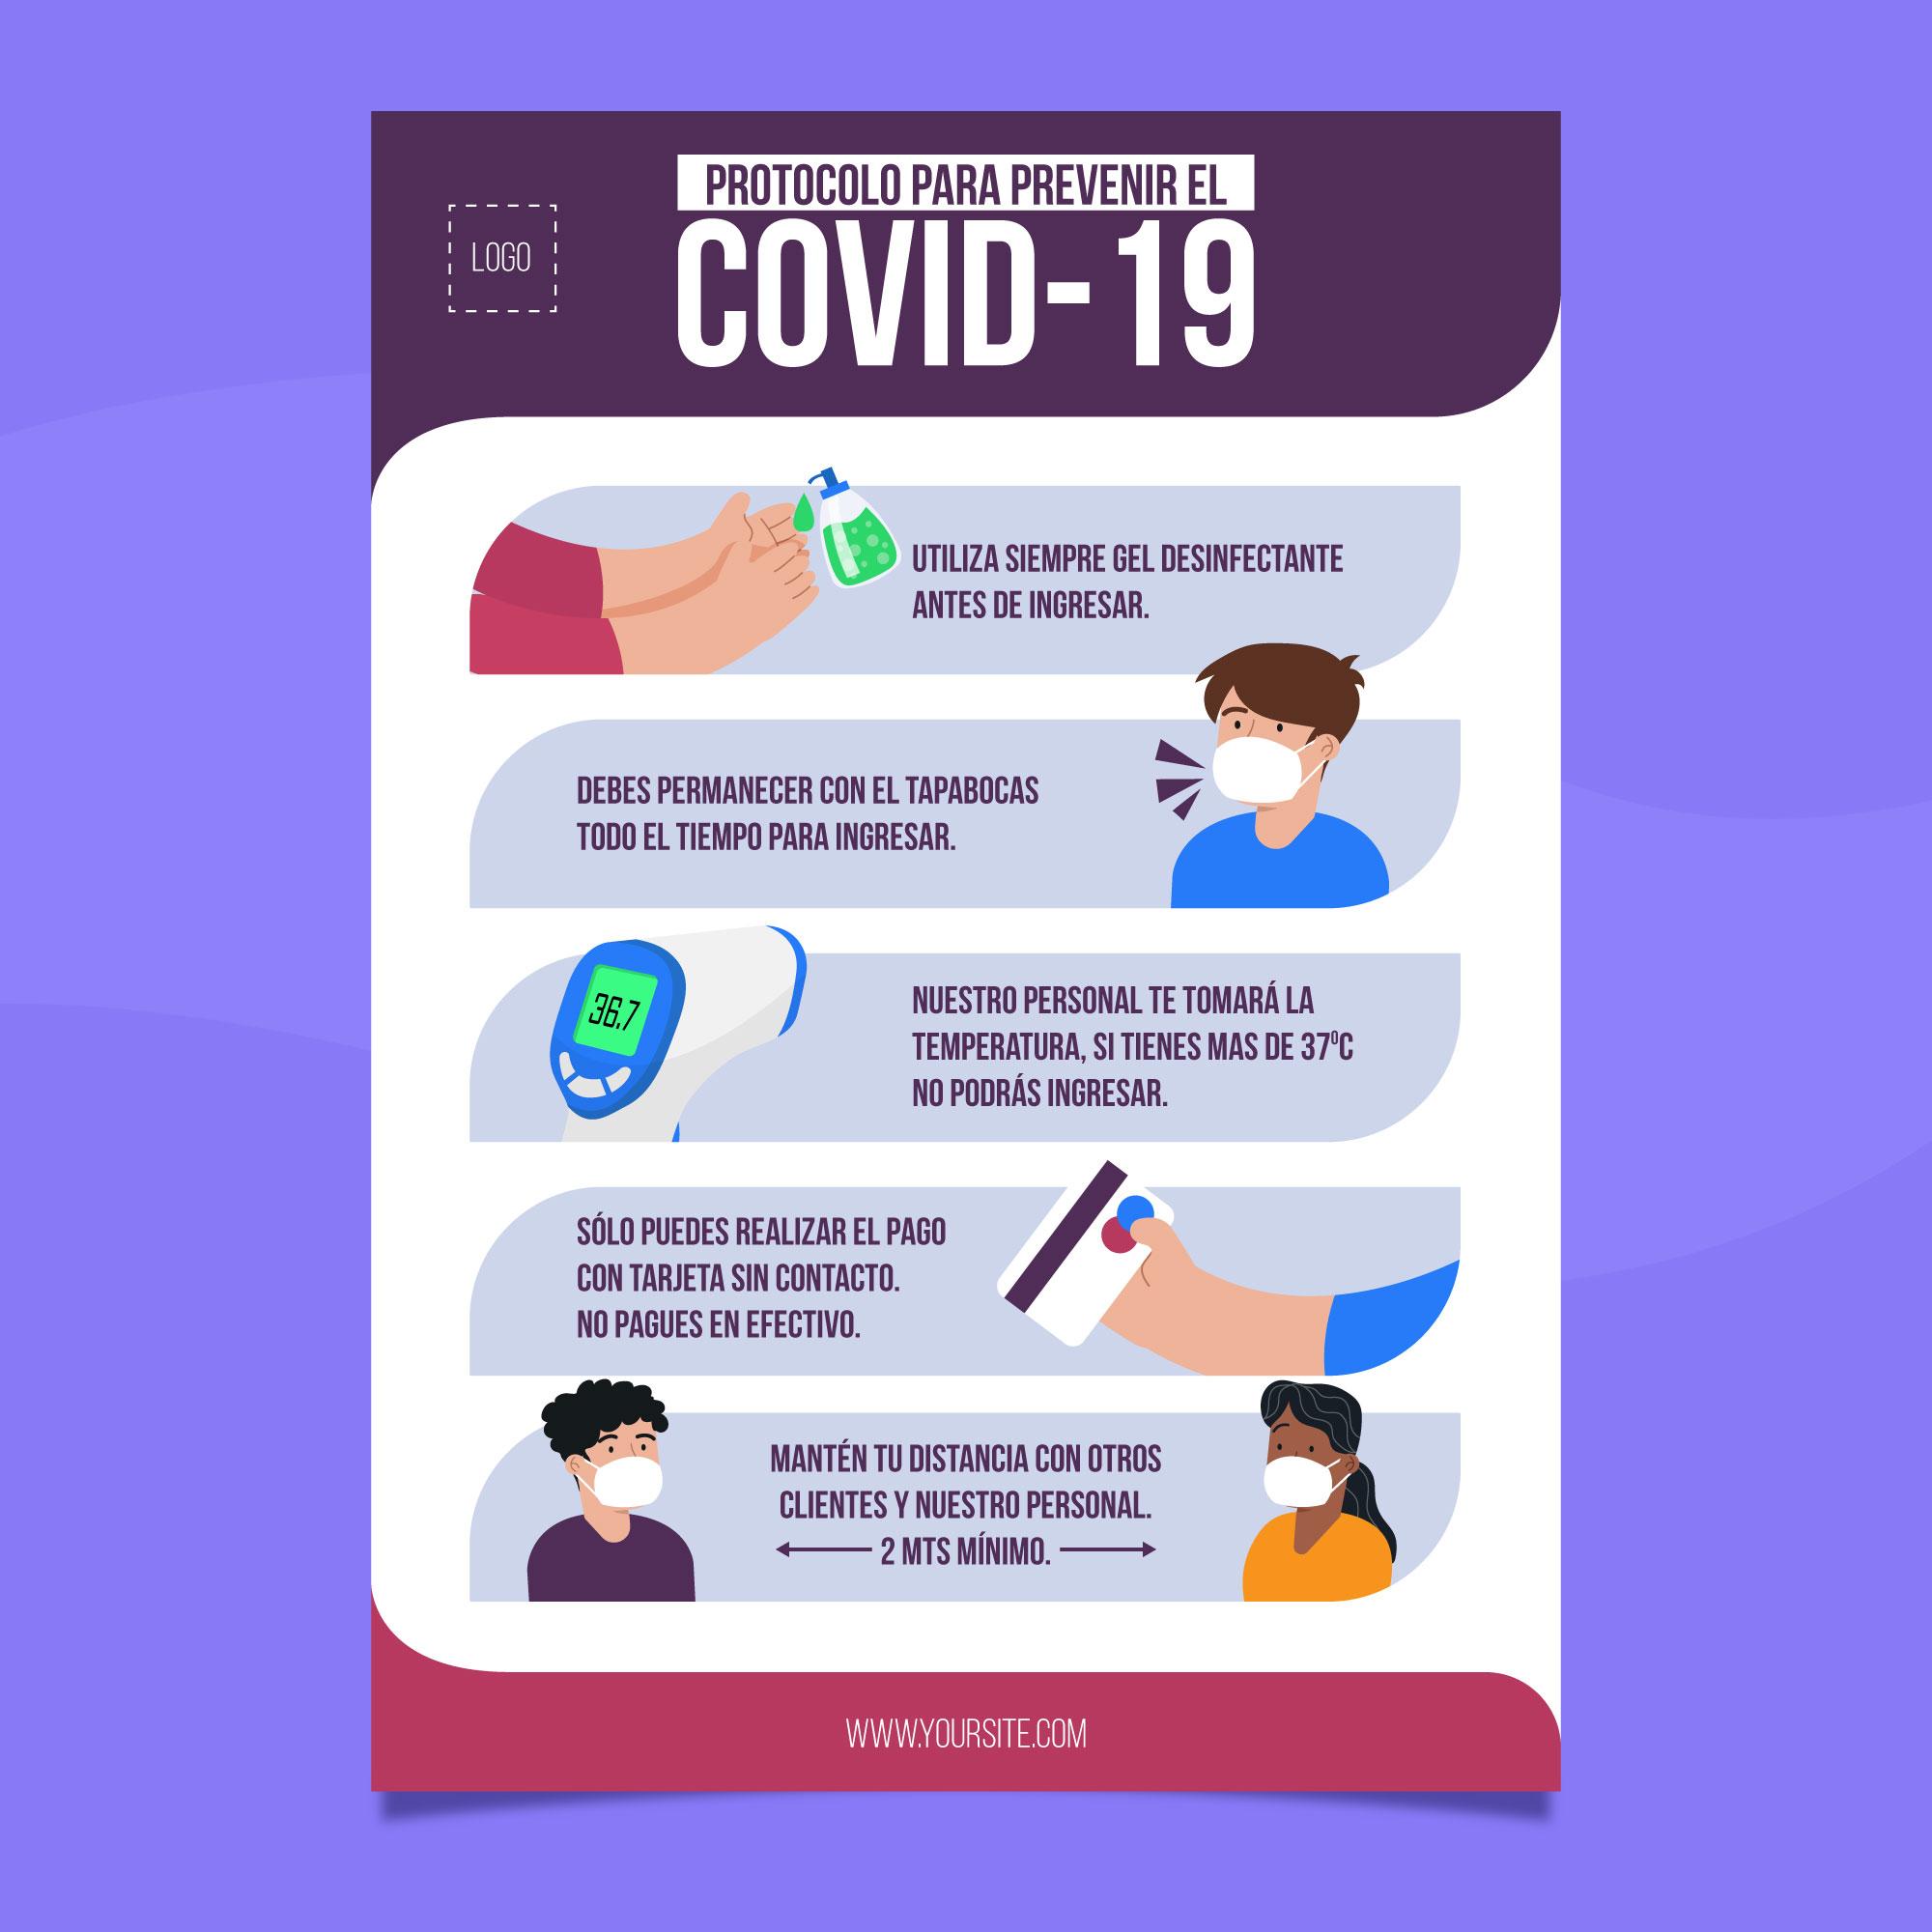 PROTOCOLO PARA PREVENIR EL
COVID-19
LOGO
UTILIZA SIEMPRE GEL DESINFECTANTE
ANTES DE INGRESAR.
DEBES PERMANECER CON EL TAPABOCAS
TODO EL TIEMPO PARA INGRESAR.
36.7
NUESTRO PERSONAL TE TOMARÁ LA
TEMPERATURA, SI TIENES MAS DE 37⁰C
NO PODRÁS INGRESAR.
SÓLO PUEDES REALIZAR EL PAGO
CON TARJETA SIN CONTACTO.
NO PAGUES EN EFECTIVO.
MANTÉN TU DISTANCIA CON OTROS
CLIENTES Y NUESTRO PERSONAL.
2 MTS MÍNIMO.
WWW.YOURSITE.COM